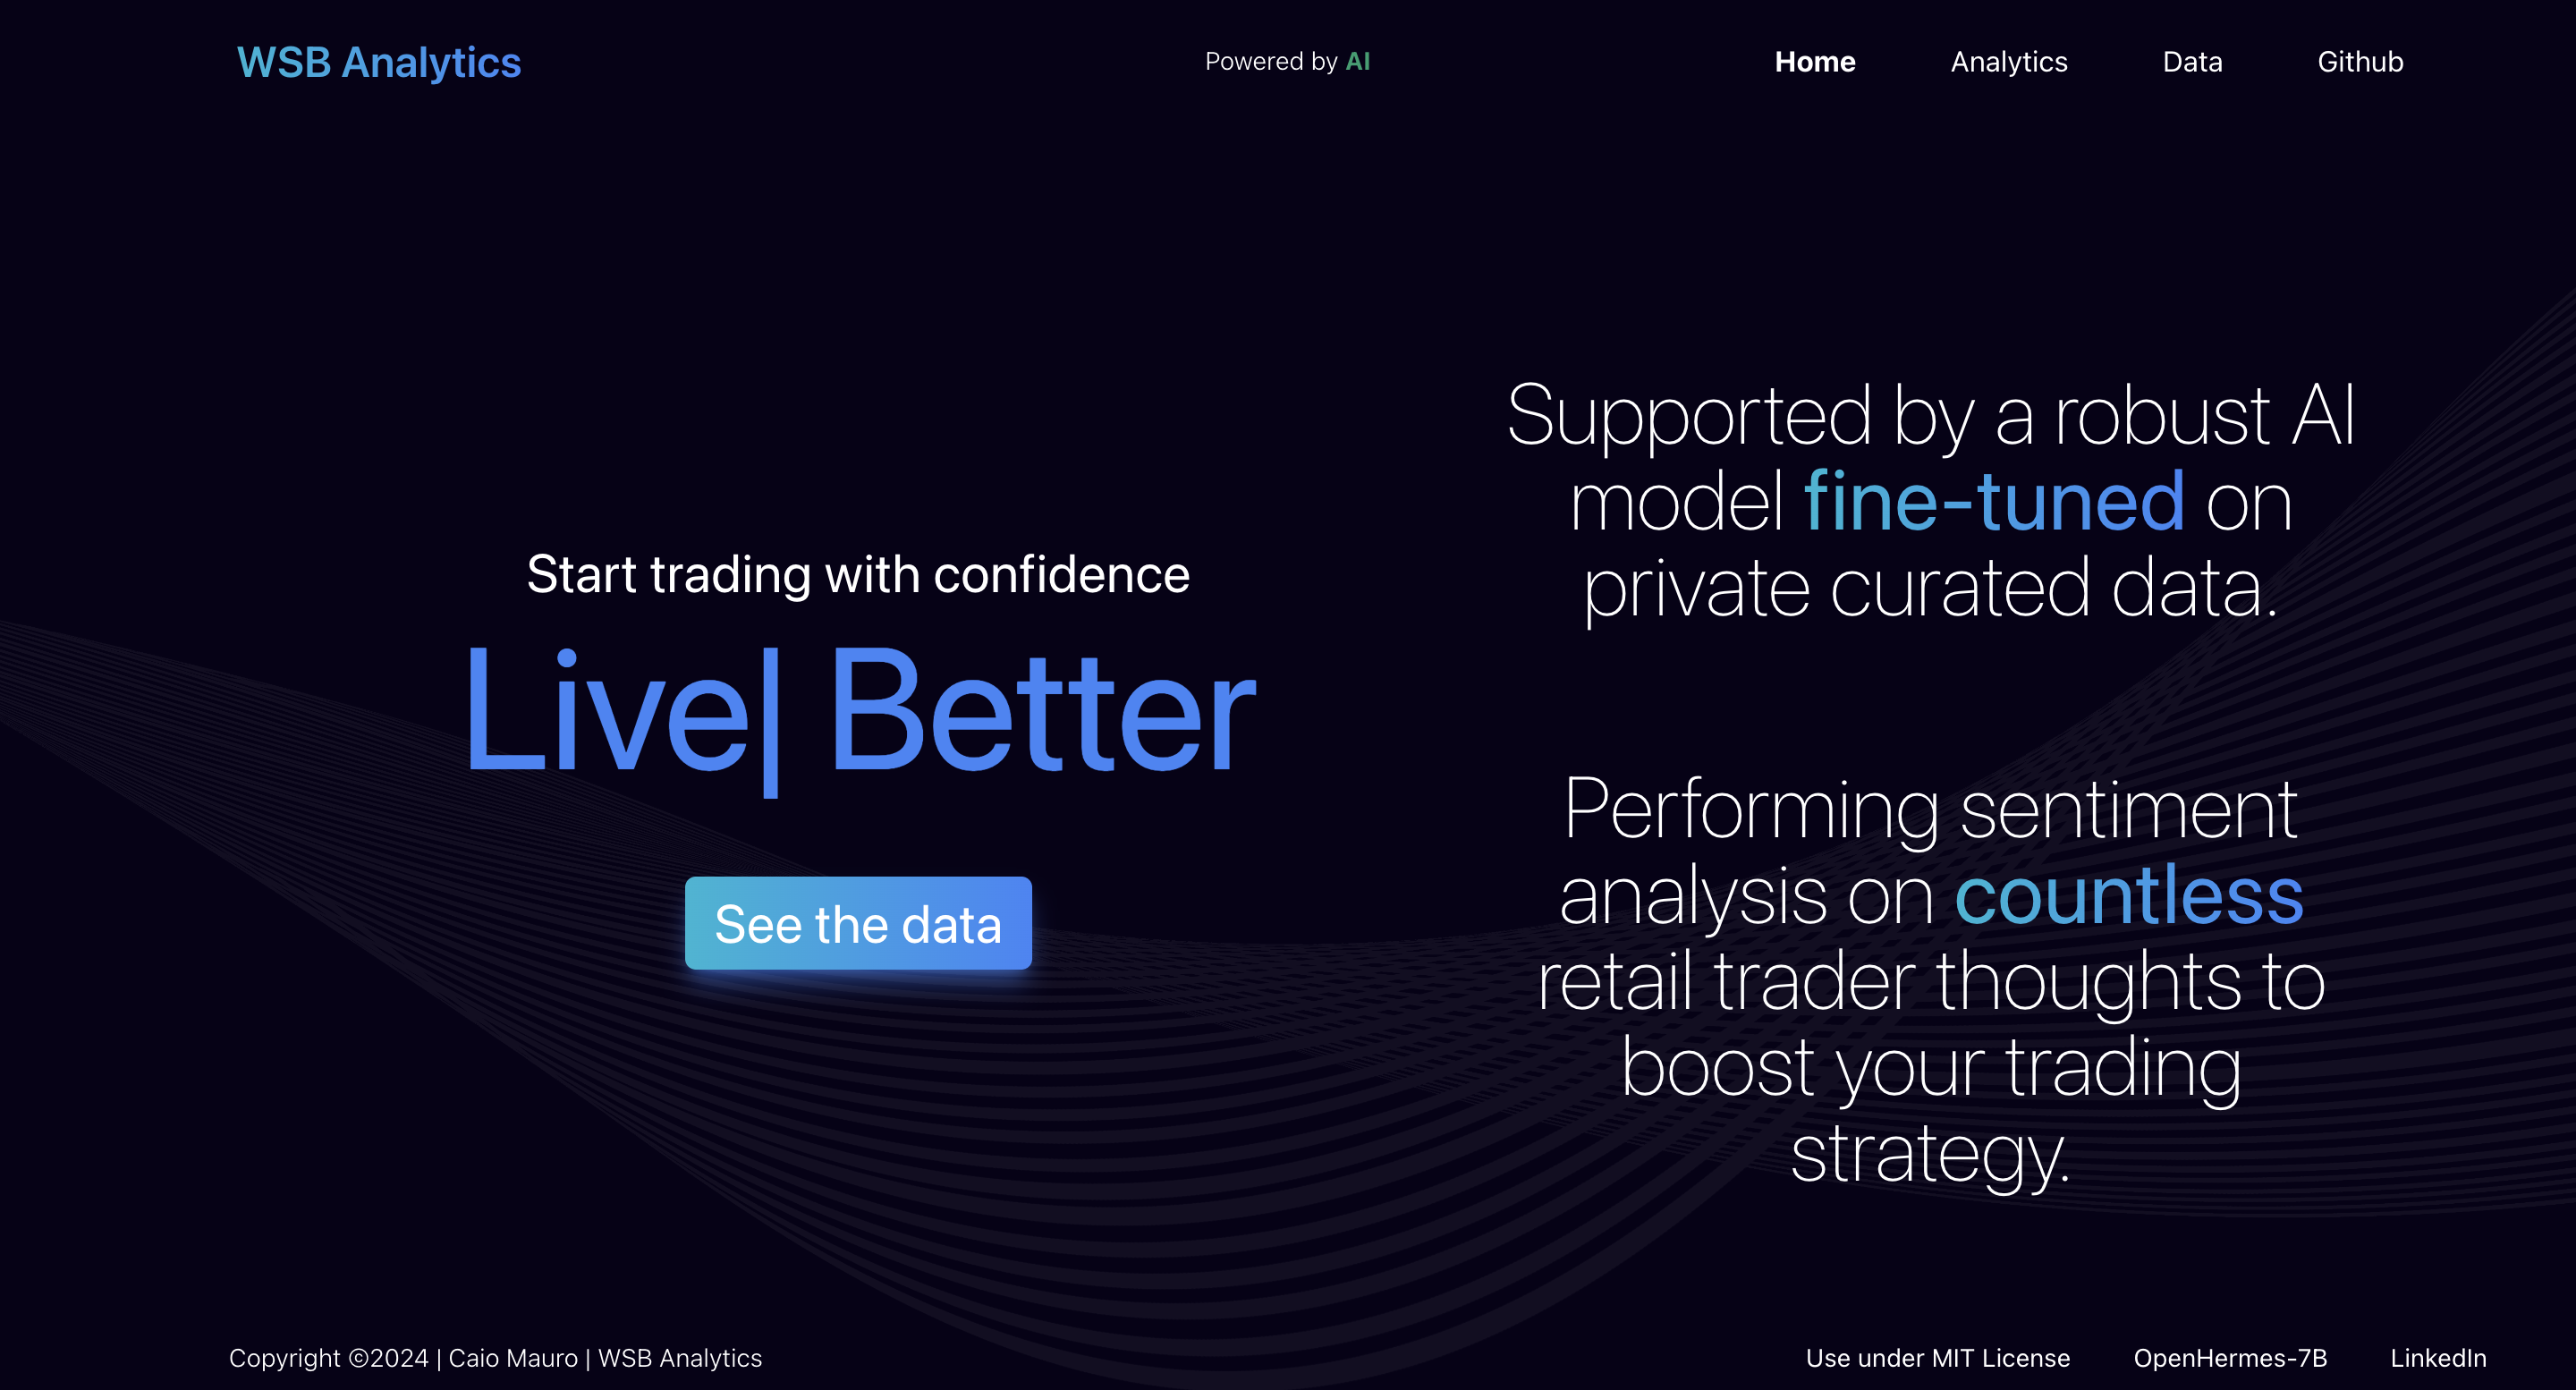 WSB Analytics
Powered by AI
Home
Analytics
Data
Github
Start trading with confidence
Live| Better
See the data
Supported by a robust AI
model fine-tuned on
private curated data.
Performing sentiment
analysis on countless
retail trader thoughts to
boost your trading
strategy.
Copyright ©2024 | Caio Mauro | WSB Analytics
Use under MIT License
OpenHermes-7B
LinkedIn